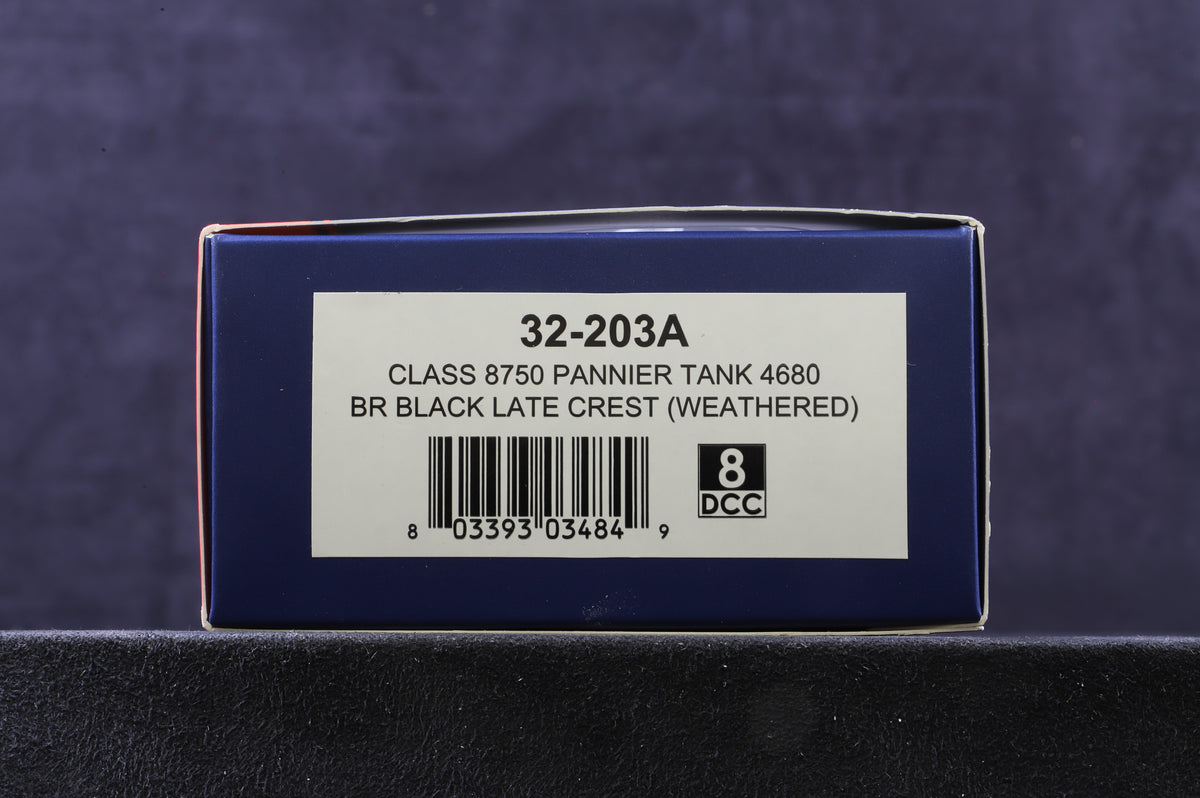 32-203A
CLASS 8750 PANNIER TANK 4680
BR BLACK LATE CREST (WEATHERED)
8 03393 03484 9
8
DCC